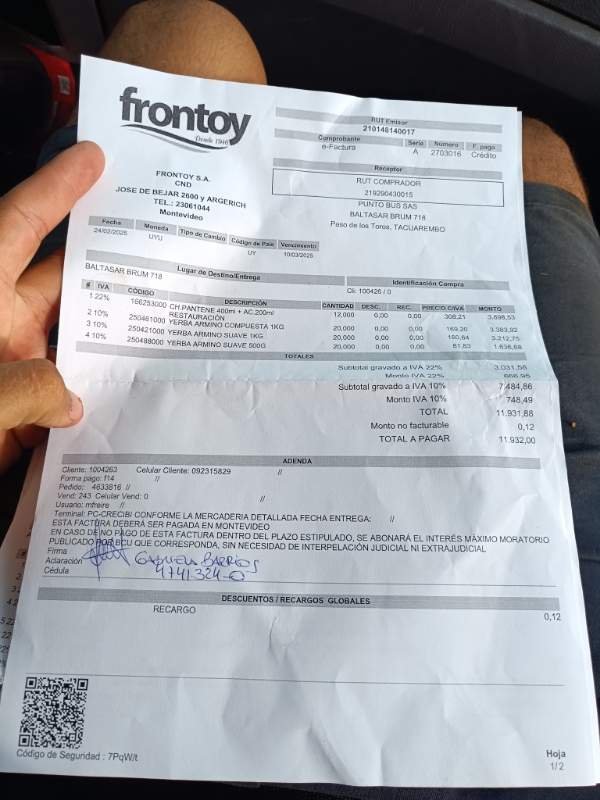 frontoy
Desde 1946
RUT Emisor
210148140017
Comprobante Serie Número F. pago
e-Factura A 2703016 Crédito
Receptor
RUT COMPRADOR
219290430015
PUNTO BUS SAS
BALTASAR BRUM 718
Paso de los Toros, TACUAREMBO
FRONTOY S.A.
CND
JOSE DE BEJAR 2600 y ARGERICH
TEL.: 23061044
Montevideo
Fecha Moneda Tipo de Cambio Código de País Vencimiento
24/02/2025 UYU UY 10/03/2025
Lugar de Destino/Entrega Identificación Compra
BALTASAR BRUM 718 Cli: 100426 / 0
# IVA CÓDIGO DESCRIPCIÓN CANTIDAD DESC. REC. PRECIO C/IVA MONTO
1 22% 166253000 CH.PANTENE 400ml + AC.200ml RESTAURACIÓN 12,000 0,00 0,00 308,21 3.698,53
2 10% 250461000 YERBA ARMINO COMPUESTA 1KG 20,000 0,00 0,00 169,20 3.383,92
3 10% 250421000 YERBA ARMINO SUAVE 1KG 20,000 0,00 0,00 160,64 3.212,75
4 10% 250488000 YERBA ARMINO SUAVE 500G 20,000 0,00 0,00 81,83 1.636,68
TOTALES
Subtotal gravado a IVA 22% 3.031,58
Monto IVA 22% 666,95
Subtotal gravado a IVA 10% 7.484,86
Monto IVA 10% 748,49
TOTAL 11.931,88
Monto no facturable 0,12
TOTAL A PAGAR 11.932,00
ADENDA
Cliente: 1004263 Celular Cliente: 092315829 //
Forma pago: f14
Pedido: 4633816 //
Vend: 243 Celular Vend: 0 //
Usuario: mfreire //
Terminal: PC-CRECIBI CONFORME LA MERCADERIA DETALLADA FECHA ENTREGA: //
ESTA FACTURA DEBERÁ SER PAGADA EN MONTEVIDEO
EN CASO DE NO PAGO DE ESTA FACTURA DENTRO DEL PLAZO ESTIPULADO, SE ABONARÁ EL INTERÉS MÁXIMO MORATORIO
PUBLICADO POR BCU QUE CORRESPONDA, SIN NECESIDAD DE INTERPELACIÓN JUDICIAL NI EXTRAJUDICIAL
Firma
Aclaración BARRIOS
Cédula 4741.324-0
DESCUENTOS / RECARGOS GLOBALES
RECARGO 0,12
Código de Seguridad : 7PqW/t
Hoja
1/2